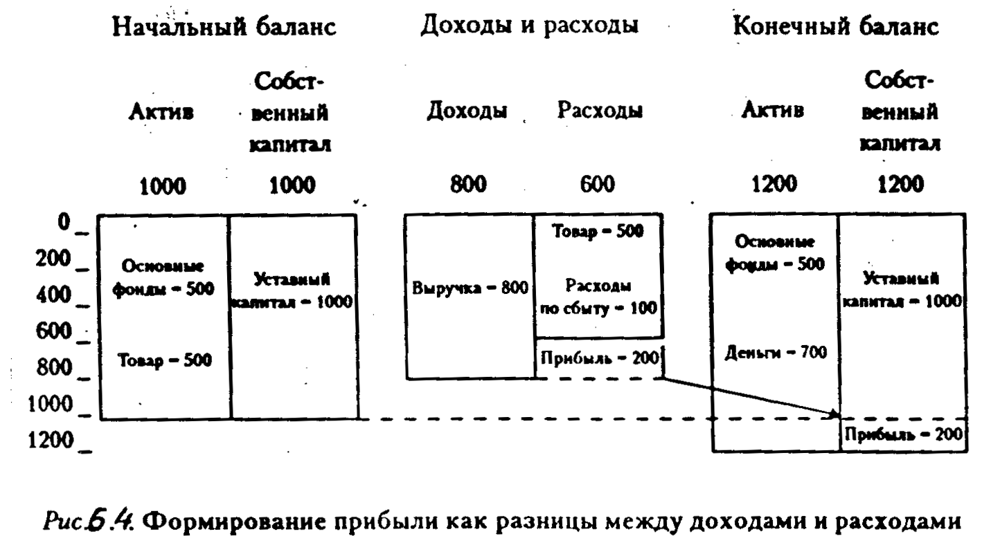 Начальный баланс
Доходы и расходы
Конечный баланс
Актив
Собст-
венный
капитал
Доходы
Расходы
Актив
Собст-
венный
капитал
1000
1000
800
600
1200
1200
0
200
400
600
800
1000
1200
Основные
фонды – 500
Товар – 500
Уставный
капитал – 1000
Выручка – 800
Товар – 500
Расходы
по сбыту – 100
Прибыль – 200
Основные
фонды – 500
Деньги – 700
Уставный
капитал – 1000
Прибыль – 200
Рис.6.4. Формирование прибыли как разницы между доходами и расходами